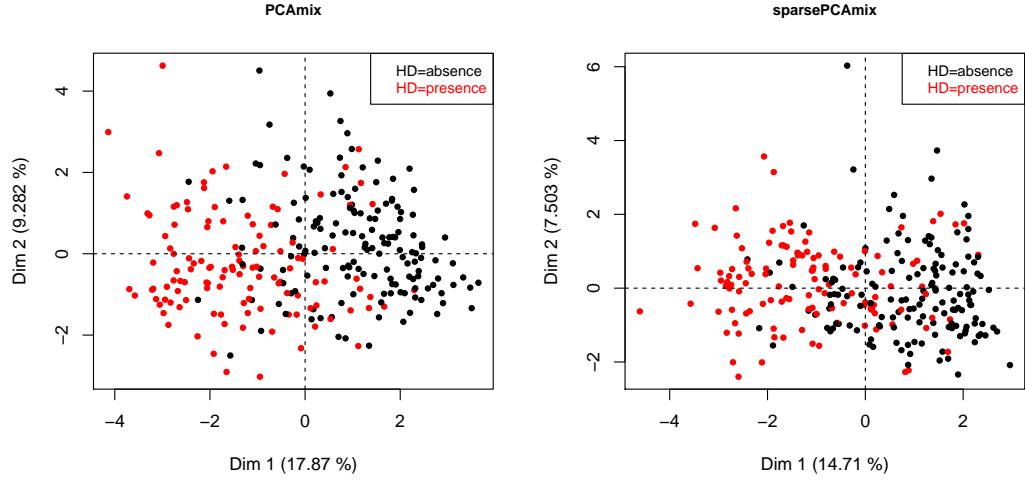 PCAmix
HD=absence
HD=presence
4
2
0
−2
Dim 2 (9.282 %)
−4
−2
0
2
Dim 1 (17.87 %)
sparsePCAmix
HD=absence
HD=presence
6
4
2
0
−2
Dim 2 (7.503 %)
−4
−2
0
2
Dim 1 (14.71 %)